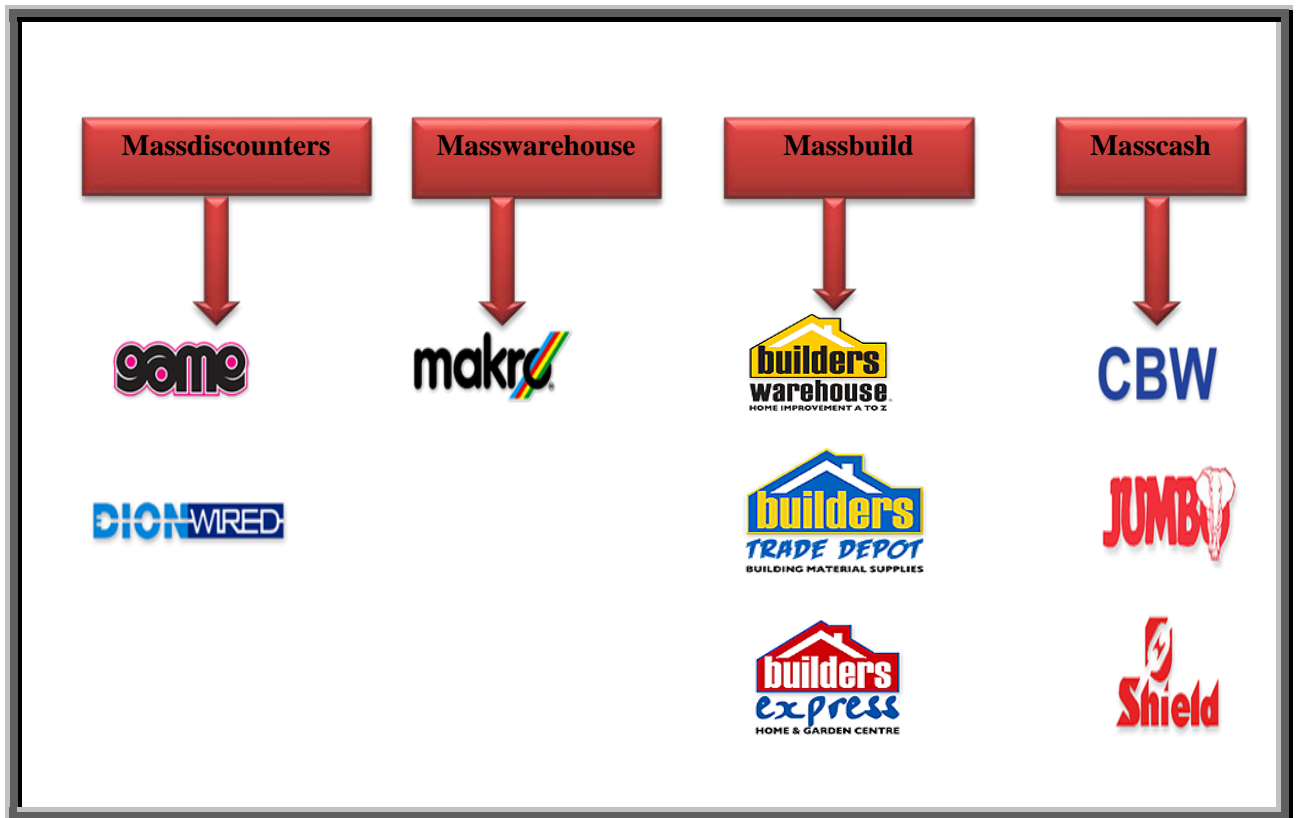 Massdiscounters
Masswarehouse
Massbuild
Masscash
game
makro
builders
warehouse
HOME IMPROVEMENT A TO Z
CBW
DION WIRED
builders
TRADE DEPOT
BUILDING MATERIAL SUPPLIES
JUMBO
builders
express
HOME & GARDEN CENTRE
Shield